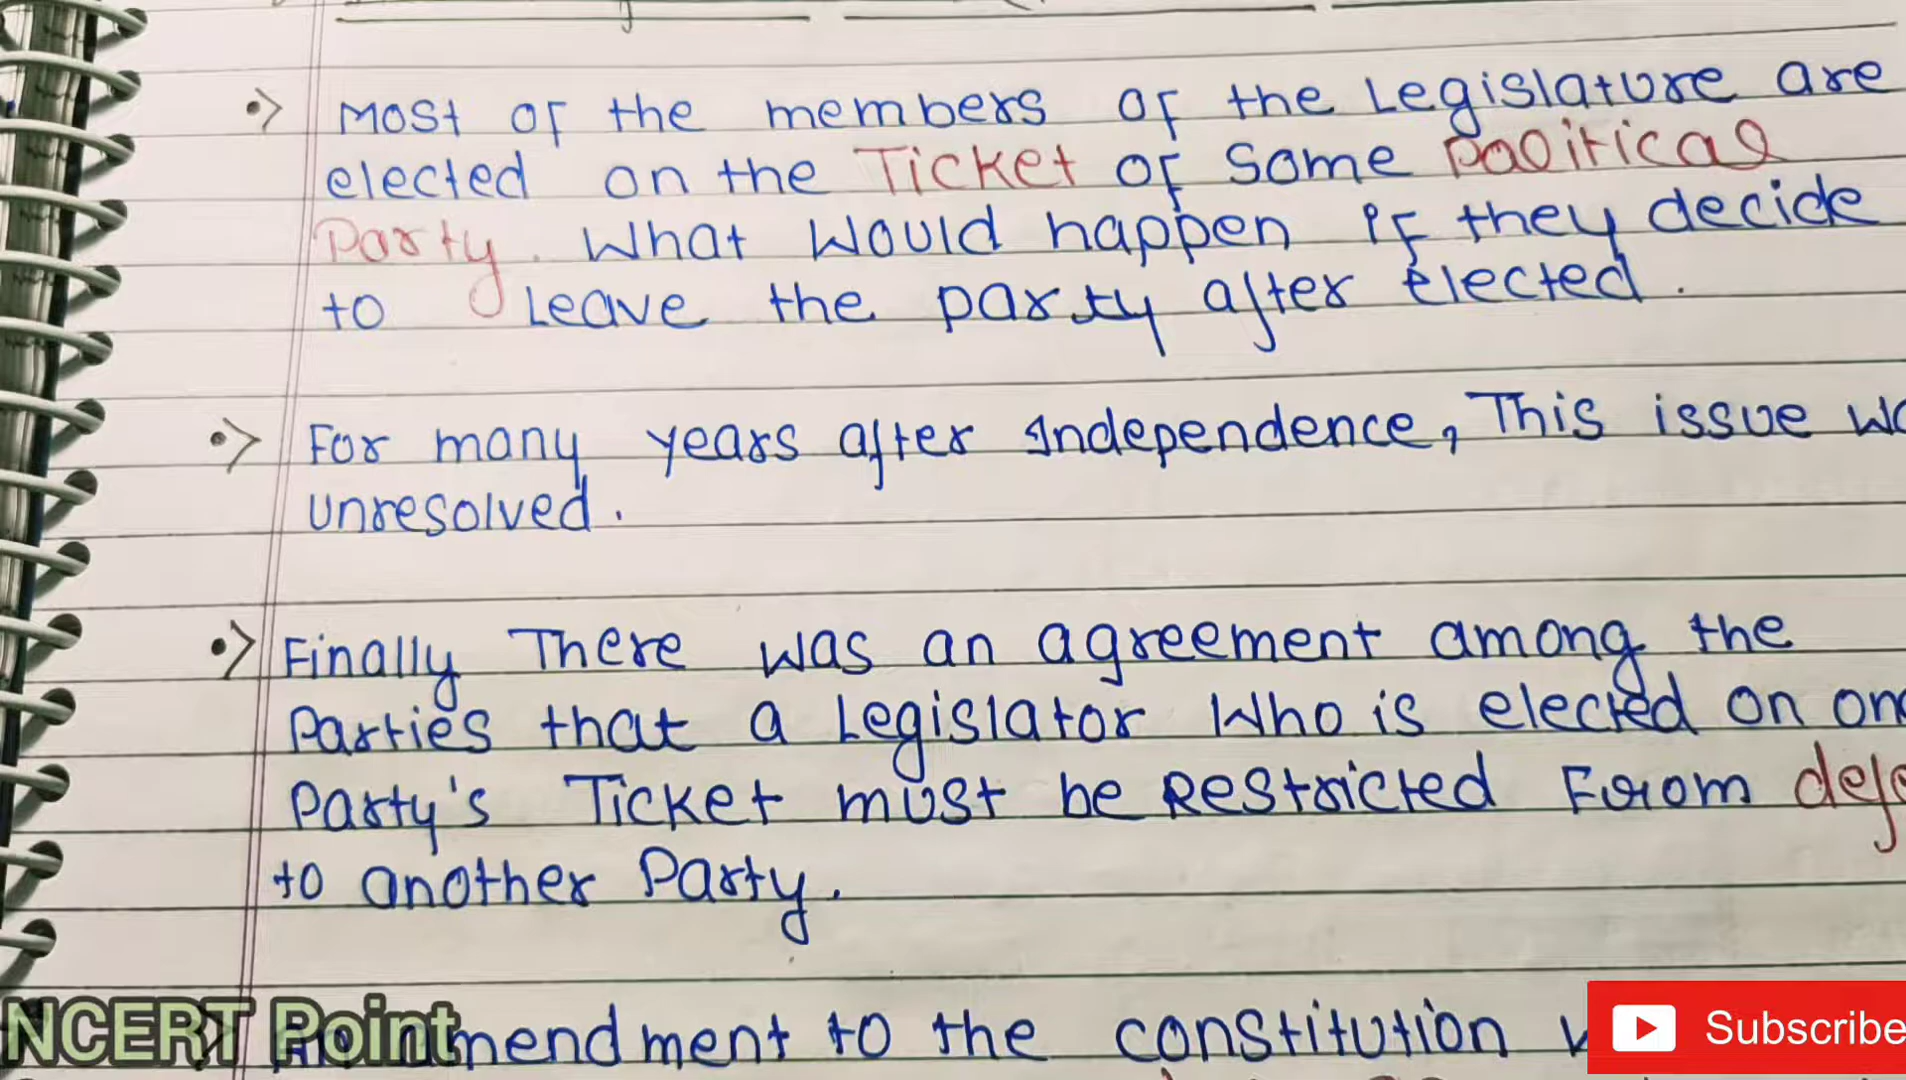 Most of the members of the Legislature are
elected on the Ticket of Some Political
Party. What Would happen if they decide
to Leave the party after elected.
For many years after Independence, This issue
unresolved.
Finally There was an agreement among the
Parties that a Legislator Who is elected on
Party's Ticket must be Restricted From
to another Party.
NCERT Point
to the constitution
Subscribe